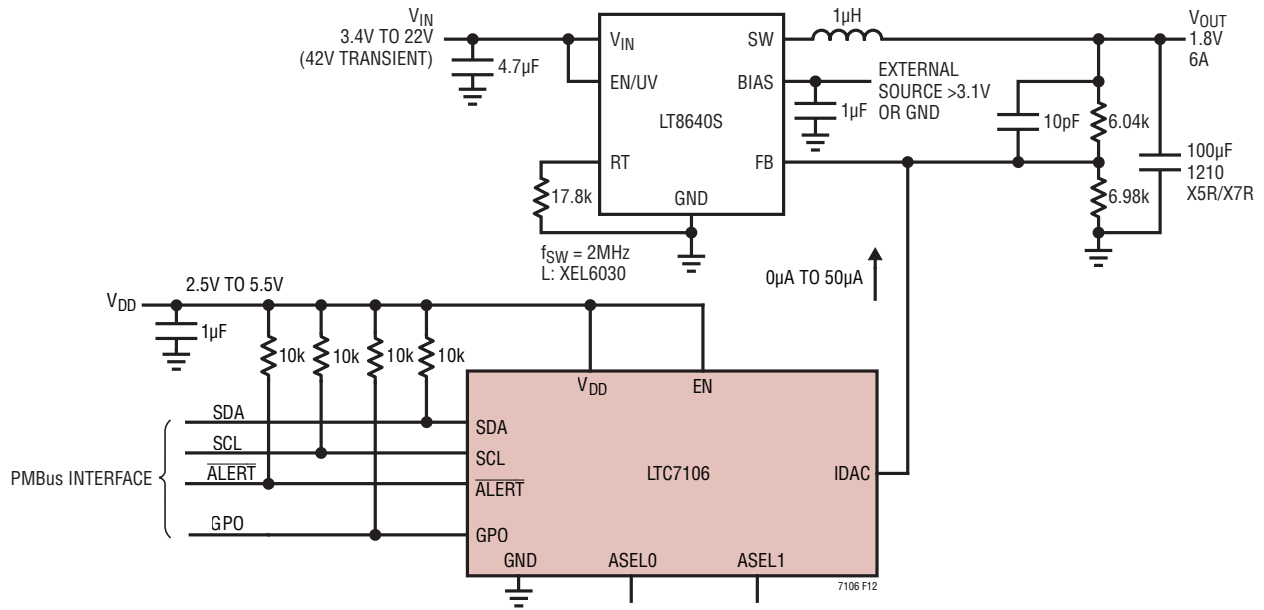 VIN
3.4V TO 22V
(42V TRANSIENT)
4.7µF
VIN
EN/UV
RT
SW
BIAS
FB
LT8640S
GND
1µH
1µF
EXTERNAL
SOURCE >3.1V
OR GND
10pF
6.04k
6.98k
VOUT
1.8V
6A
100µF
1210
X5R/X7R
17.8k
fSW = 2MHz
L: XEL6030
0µA TO 50µA
VDD
2.5V TO 5.5V
1µF
10k
10k
10k
10k
PMBus INTERFACE
SDA
SCL
ALERT
GPO
VDD
EN
SDA
SCL
ALERT
GPO
LTC7106
IDAC
GND
ASEL0
ASEL1
7106 F12